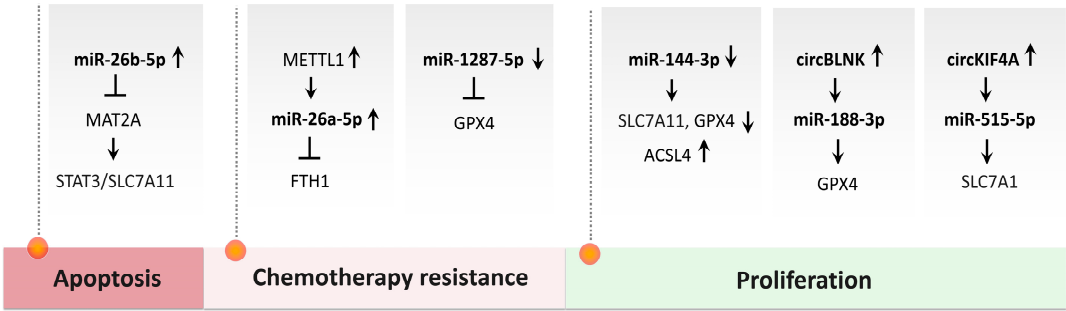 miR-26b-5p ↑
MAT2A
STAT3/SLC7A11
METTL1 ↑
miR-26a-5p ↑
FTH1
miR-1287-5p ↓
GPX4
miR-144-3p ↓
SLC7A11, GPX4 ↓
ACSL4 ↑
circBLNK ↑
miR-188-3p
GPX4
circKIF4A ↑
miR-515-5p
SLC7A1
Apoptosis
Chemotherapy resistance
Proliferation